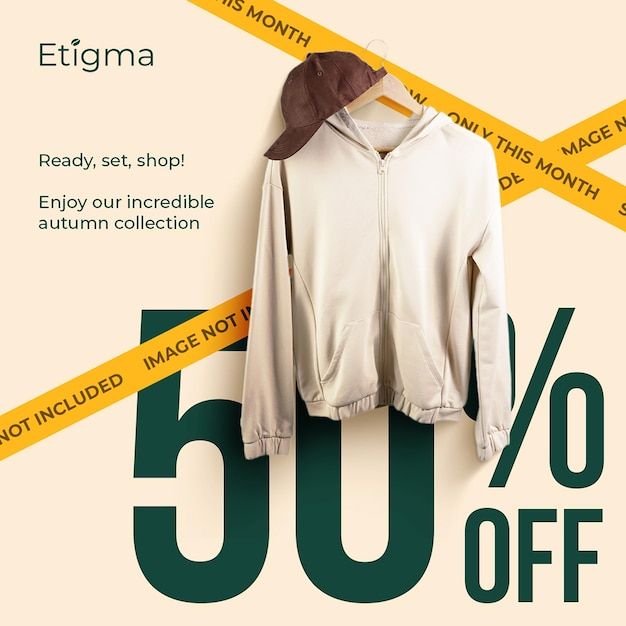 THIS MONTH
Etigma
ONLY THIS MONTH
IMAGE N
Ready, set, shop!
Enjoy our incredible
autumn collection
IMAGE NOT IN
NOT INCLUDED
50%
OFF